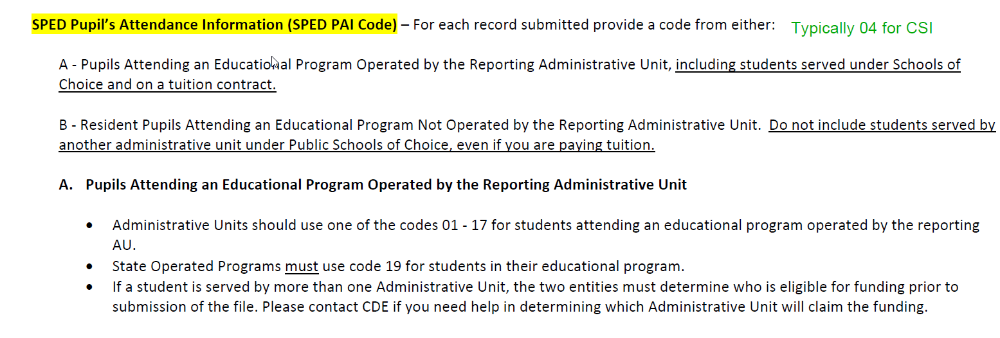 SPED Pupil’s Attendance Information (SPED PAI Code) – For each record submitted provide a code from either: Typically 04 for CSI
A - Pupils Attending an Educational Program Operated by the Reporting Administrative Unit, including students served under Schools of
Choice and on a tuition contract.
B - Resident Pupils Attending an Educational Program Not Operated by the Reporting Administrative Unit. Do not include students served by
another administrative unit under Public Schools of Choice, even if you are paying tuition.
A. Pupils Attending an Educational Program Operated by the Reporting Administrative Unit
• Administrative Units should use one of the codes 01 - 17 for students attending an educational program operated by the reporting
AU.
• State Operated Programs must use code 19 for students in their educational program.
• If a student is served by more than one Administrative Unit, the two entities must determine who is eligible for funding prior to
submission of the file. Please contact CDE if you need help in determining which Administrative Unit will claim the funding.